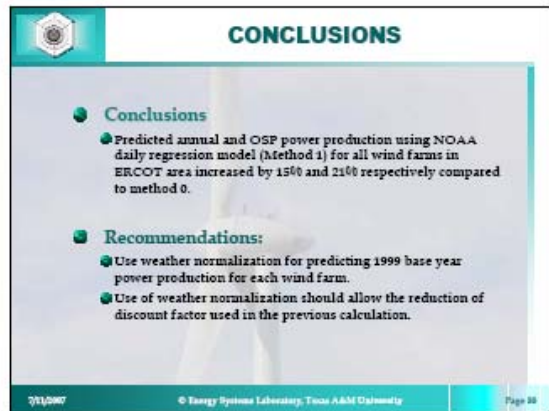 CONCLUSIONS
Conclusions
Predicted annual and OSP power production using NOAA
daily regression model (Method 1) for all wind farms in
ERCOT area increased by 15% and 21% respectively compared
to method 0.
Recommendations:
Use weather normalization for predicting 1999 base year
power production for each wind farm.
Use of weather normalization should allow the reduction of
discount factor used in the previous calculation.
© Energy Systems Laboratory, Texas A&M University
Page